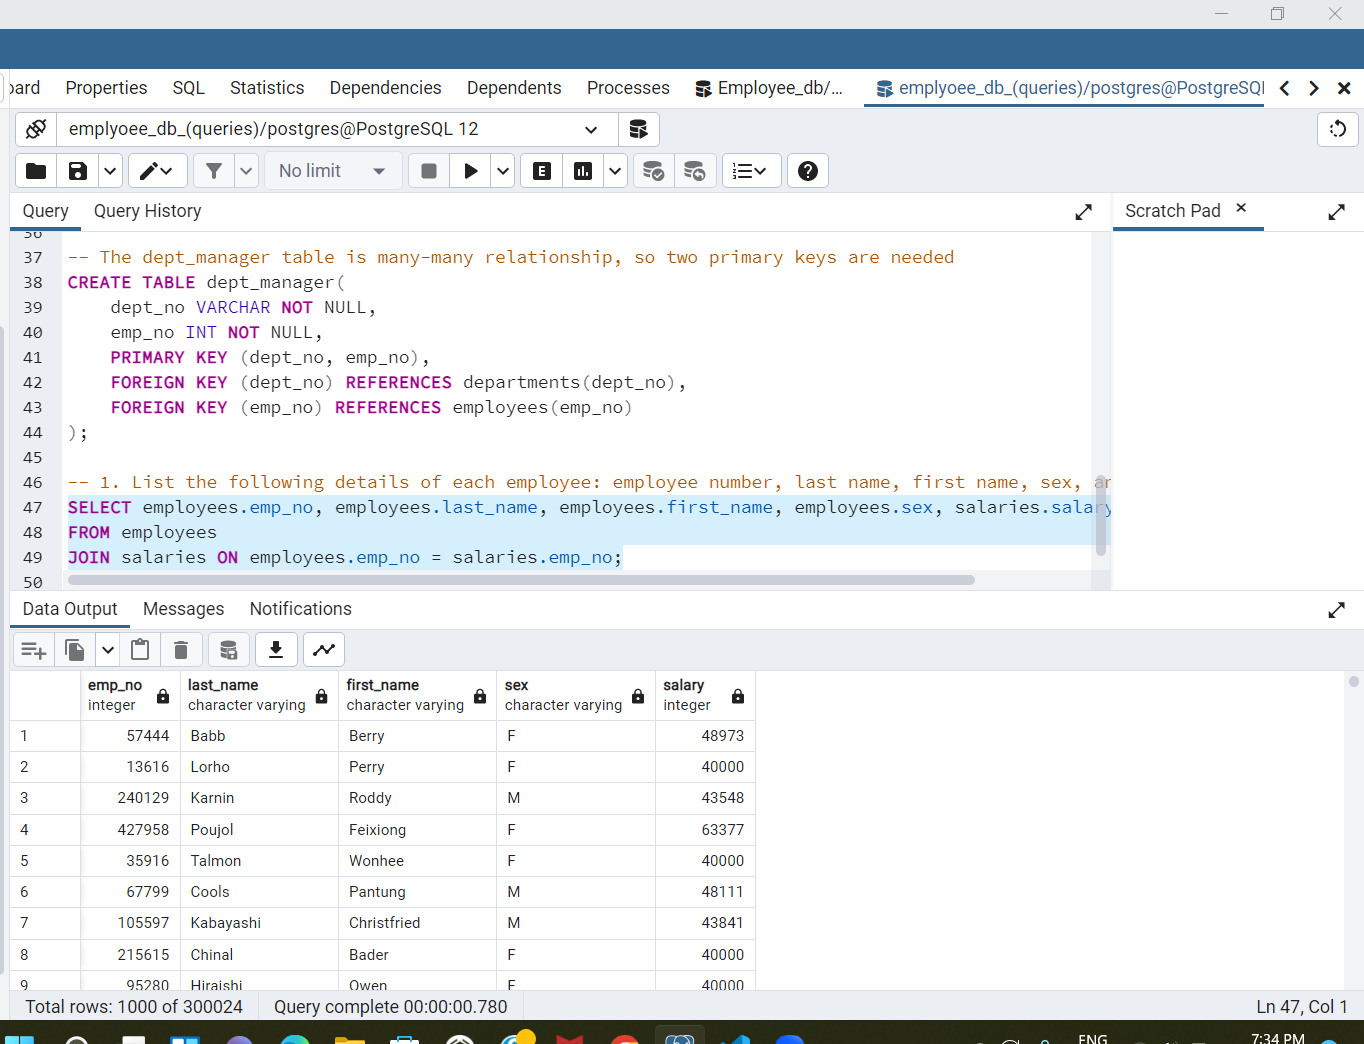 Properties SQL Statistics Dependencies Dependents Processes Employee_db/... emplyoee_db_(queries)/postgres@PostgreSQL
emplyoee_db_(queries)/postgres@PostgreSQL 12
No limit
E
Query Query History
Scratch Pad
36
37 -- The dept_manager table is many-many relationship, so two primary keys are needed
38 CREATE TABLE dept_manager(
39 dept_no VARCHAR NOT NULL,
40 emp_no INT NOT NULL,
41 PRIMARY KEY (dept_no, emp_no),
42 FOREIGN KEY (dept_no) REFERENCES departments(dept_no),
43 FOREIGN KEY (emp_no) REFERENCES employees(emp_no)
44 );
45
46 -- 1. List the following details of each employee: employee number, last name, first name, sex,
47 SELECT employees.emp_no, employees.last_name, employees.first_name, employees.sex, salaries.salary
48 FROM employees
49 JOIN salaries ON employees.emp_no = salaries.emp_no;
50
Data Output Messages Notifications
emp_no last_name first_name sex salary
integer character varying character varying character varying integer
1 57444 Babb Berry F 48973
2 13616 Lorho Perry F 40000
3 240129 Karnin Roddy M 43548
4 427958 Poujol Feixiong F 63377
5 35916 Talmon Wonhee F 40000
6 67799 Cools Pantung M 48111
7 105597 Kabayashi Christfried M 43841
8 215615 Chinal Bader F 40000
9 95280 Hiraishi Owen F 40000
Total rows: 1000 of 300024 Query complete 00:00:00.780 Ln 47, Col 1
ENG 7:34 PM